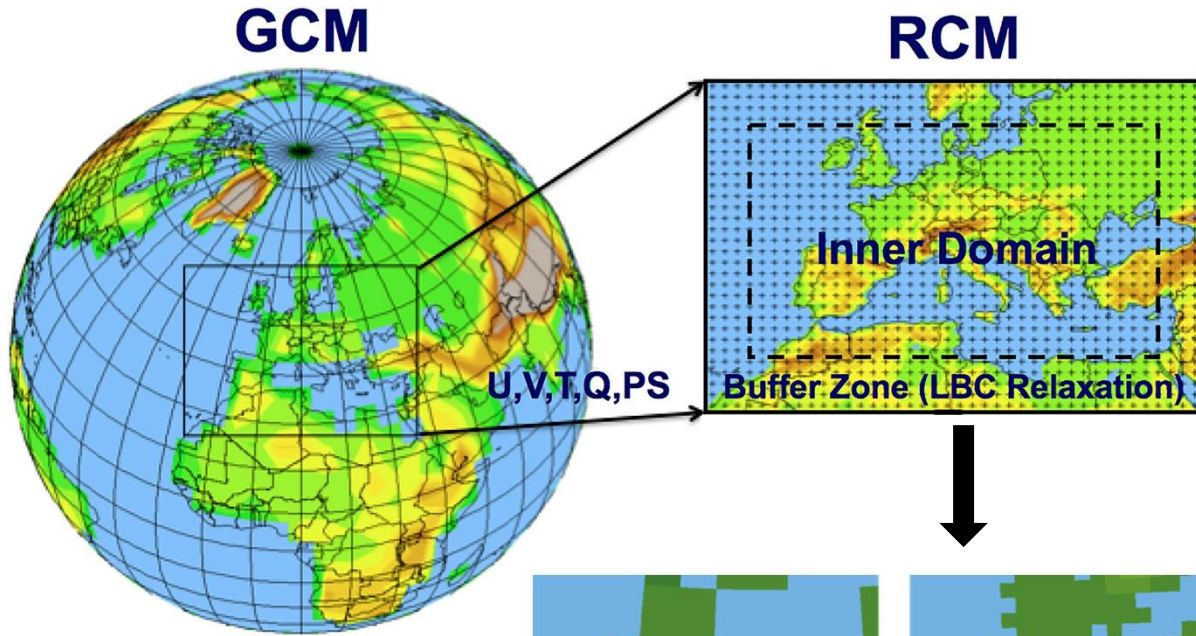 GCM
RCM
Inner Domain
U,V,T,Q,PS
Buffer Zone (LBC Relaxation)